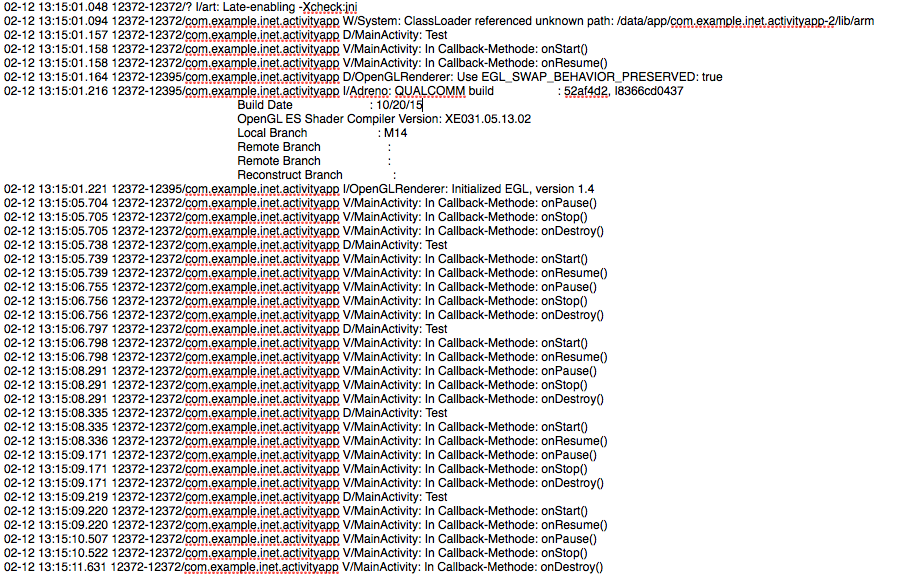 02-12 13:15:01.048 12372-12372/? I/art: Late-enabling -Xcheck:jni
02-12 13:15:01.094 12372-12372/com.example.inet.activityapp W/System: ClassLoader referenced unknown path: /data/app/com.example.inet.activityapp-2/lib/arm
02-12 13:15:01.157 12372-12372/com.example.inet.activityapp D/MainActivity: Test
02-12 13:15:01.158 12372-12372/com.example.inet.activityapp V/MainActivity: In Callback-Methode: onStart()
02-12 13:15:01.158 12372-12372/com.example.inet.activityapp V/MainActivity: In Callback-Methode: onResume()
02-12 13:15:01.164 12372-12395/com.example.inet.activityapp D/OpenGLRenderer: Use EGL_SWAP_BEHAVIOR_PRESERVED: true
02-12 13:15:01.216 12372-12395/com.example.inet.activityapp I/Adreno: QUALCOMM build : 52af4d2, I8366cd0437
Build Date : 10/20/15
OpenGL ES Shader Compiler Version: XE031.05.13.02
Local Branch : M14
Remote Branch :
Remote Branch :
Reconstruct Branch :
02-12 13:15:01.221 12372-12395/com.example.inet.activityapp I/OpenGLRenderer: Initialized EGL, version 1.4
02-12 13:15:05.704 12372-12372/com.example.inet.activityapp V/MainActivity: In Callback-Methode: onPause()
02-12 13:15:05.705 12372-12372/com.example.inet.activityapp V/MainActivity: In Callback-Methode: onStop()
02-12 13:15:05.705 12372-12372/com.example.inet.activityapp V/MainActivity: In Callback-Methode: onDestroy()
02-12 13:15:05.738 12372-12372/com.example.inet.activityapp D/MainActivity: Test
02-12 13:15:05.739 12372-12372/com.example.inet.activityapp V/MainActivity: In Callback-Methode: onStart()
02-12 13:15:05.739 12372-12372/com.example.inet.activityapp V/MainActivity: In Callback-Methode: onResume()
02-12 13:15:06.755 12372-12372/com.example.inet.activityapp V/MainActivity: In Callback-Methode: onPause()
02-12 13:15:06.756 12372-12372/com.example.inet.activityapp V/MainActivity: In Callback-Methode: onStop()
02-12 13:15:06.756 12372-12372/com.example.inet.activityapp V/MainActivity: In Callback-Methode: onDestroy()
02-12 13:15:06.797 12372-12372/com.example.inet.activityapp D/MainActivity: Test
02-12 13:15:06.798 12372-12372/com.example.inet.activityapp V/MainActivity: In Callback-Methode: onStart()
02-12 13:15:06.798 12372-12372/com.example.inet.activityapp V/MainActivity: In Callback-Methode: onResume()
02-12 13:15:08.291 12372-12372/com.example.inet.activityapp V/MainActivity: In Callback-Methode: onPause()
02-12 13:15:08.291 12372-12372/com.example.inet.activityapp V/MainActivity: In Callback-Methode: onStop()
02-12 13:15:08.291 12372-12372/com.example.inet.activityapp V/MainActivity: In Callback-Methode: onDestroy()
02-12 13:15:08.335 12372-12372/com.example.inet.activityapp D/MainActivity: Test
02-12 13:15:08.335 12372-12372/com.example.inet.activityapp V/MainActivity: In Callback-Methode: onStart()
02-12 13:15:08.336 12372-12372/com.example.inet.activityapp V/MainActivity: In Callback-Methode: onResume()
02-12 13:15:09.171 12372-12372/com.example.inet.activityapp V/MainActivity: In Callback-Methode: onPause()
02-12 13:15:09.171 12372-12372/com.example.inet.activityapp V/MainActivity: In Callback-Methode: onStop()
02-12 13:15:09.171 12372-12372/com.example.inet.activityapp V/MainActivity: In Callback-Methode: onDestroy()
02-12 13:15:09.219 12372-12372/com.example.inet.activityapp D/MainActivity: Test
02-12 13:15:09.220 12372-12372/com.example.inet.activityapp V/MainActivity: In Callback-Methode: onStart()
02-12 13:15:09.220 12372-12372/com.example.inet.activityapp V/MainActivity: In Callback-Methode: onResume()
02-12 13:15:10.507 12372-12372/com.example.inet.activityapp V/MainActivity: In Callback-Methode: onPause()
02-12 13:15:10.522 12372-12372/com.example.inet.activityapp V/MainActivity: In Callback-Methode: onStop()
02-12 13:15:11.631 12372-12372/com.example.inet.activityapp V/MainActivity: In Callback-Methode: onDestroy()